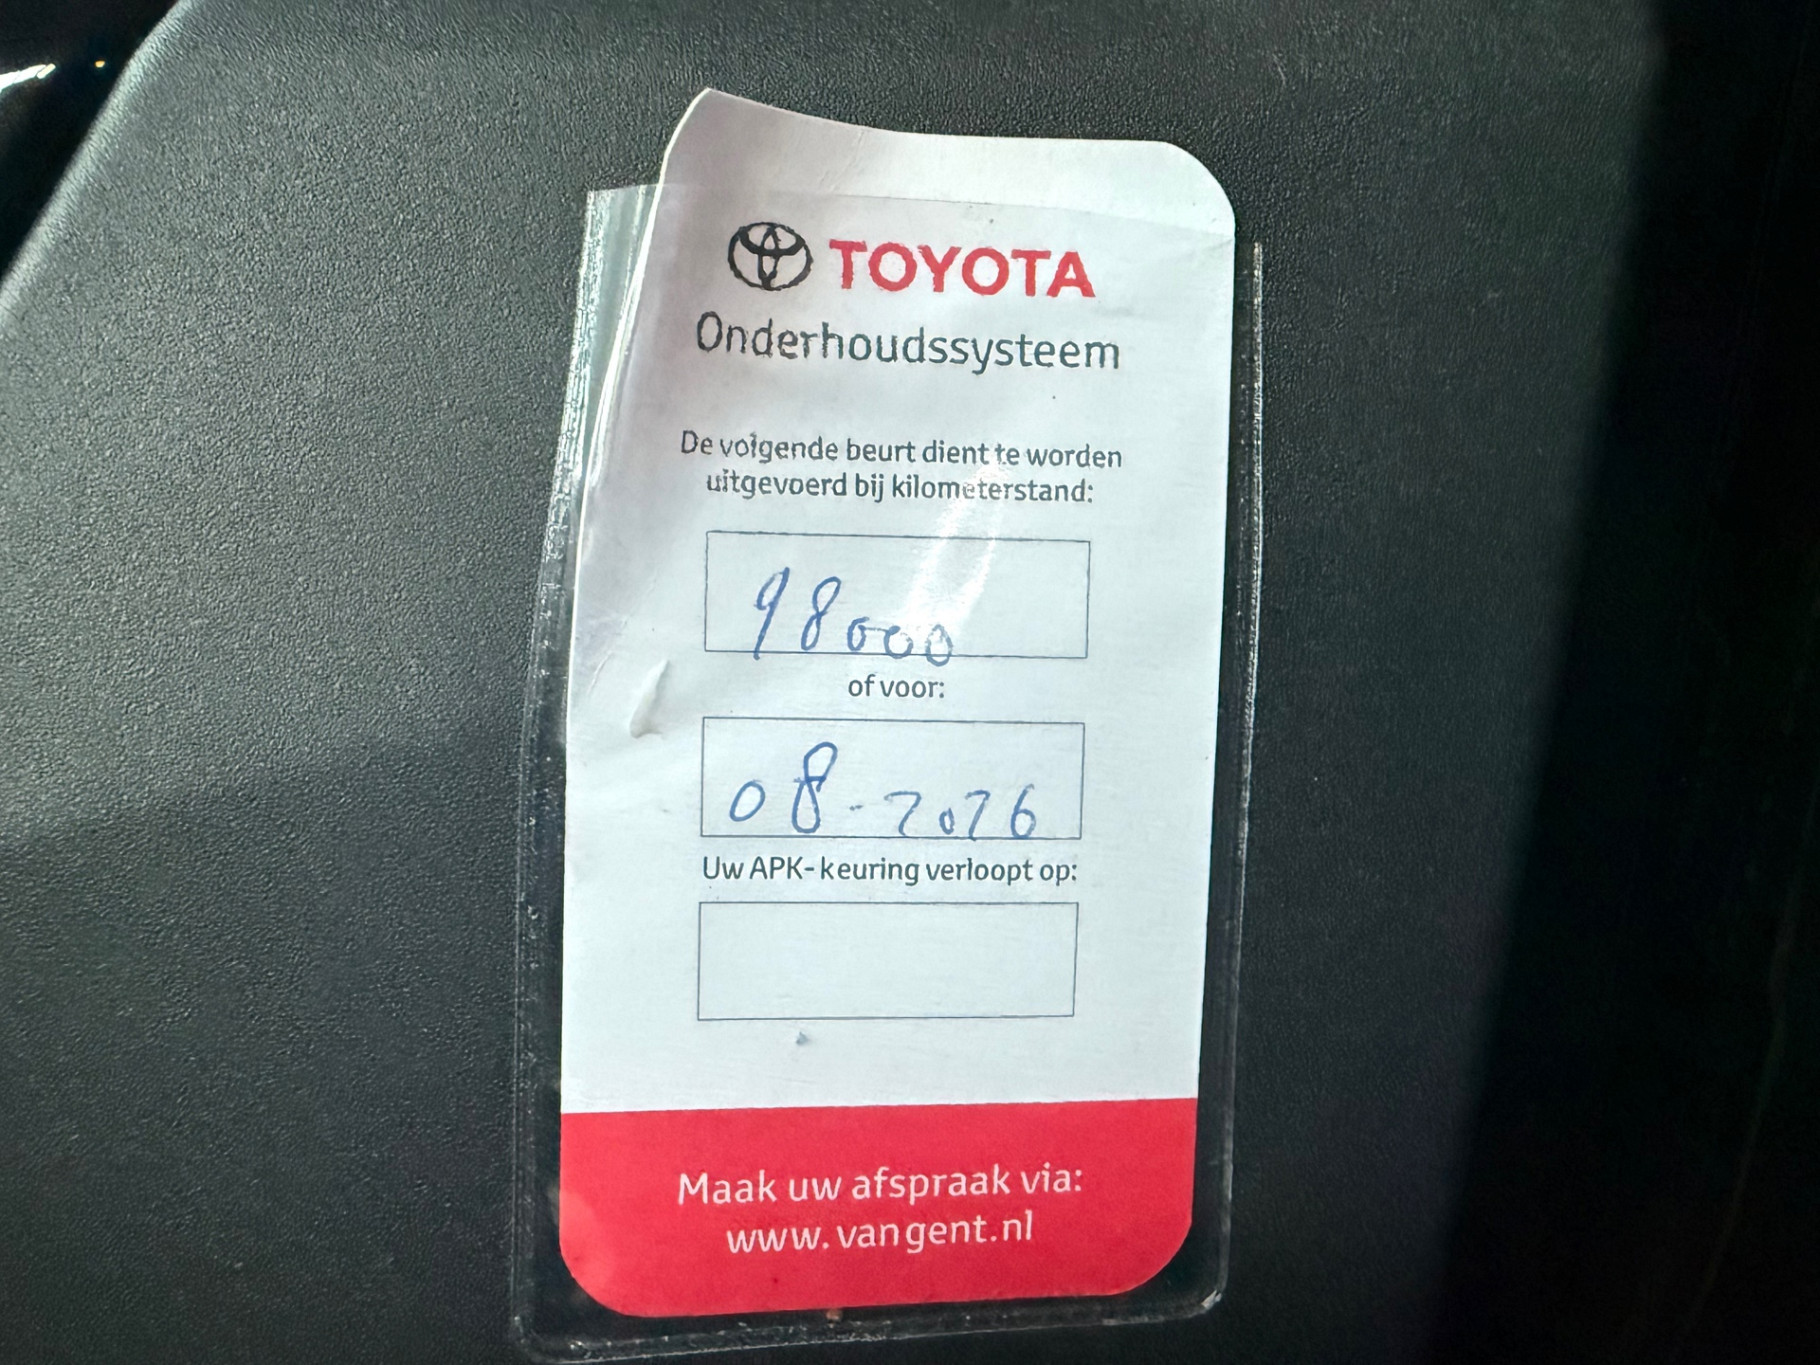 TOYOTA
Onderhoudssysteem
De volgende beurt dient te worden
uitgevoerd bij kilometerstand:
98000
of voor:
08-2026
Uw APK-keuring verloopt op:
Maak uw afspraak via:
www.vangent.nl